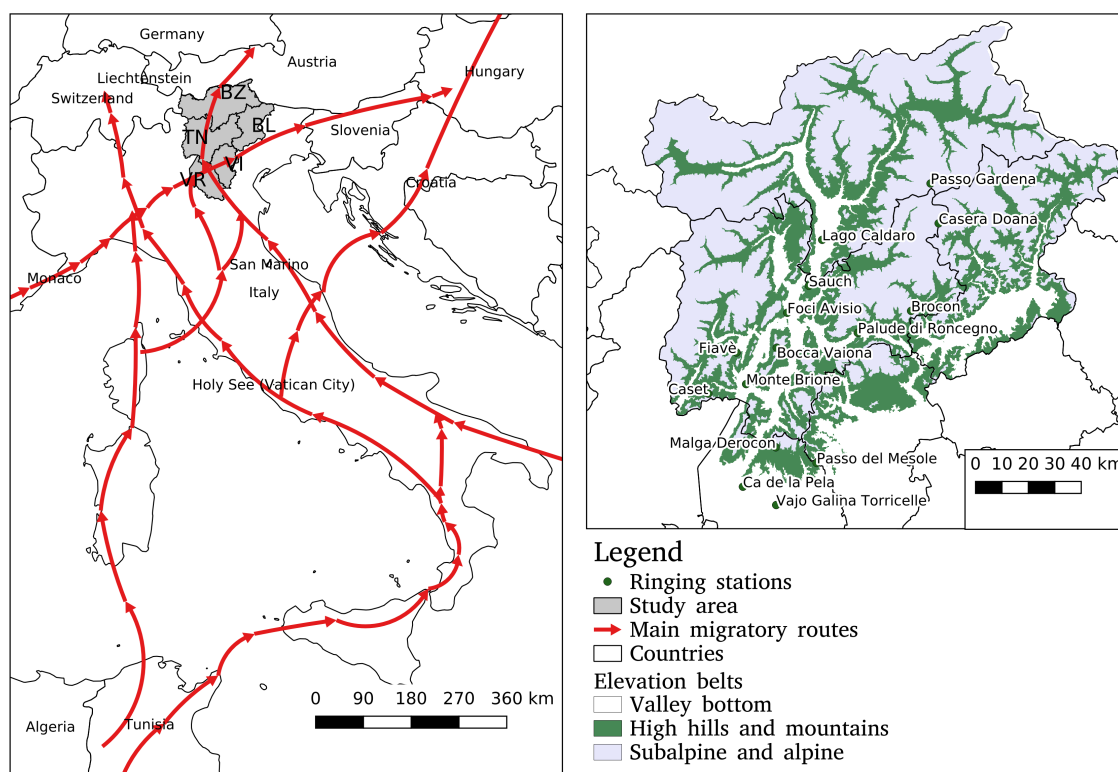 Germany
Austria
Liechtenstein
Hungary
Switzerland
BZ
BL
Slovenia
TN
VI
VR
Croatia
San Marino
Monaco
Italy
Holy See (Vatican City)
0 90 180 270 360 km
Algeria
Tunisia
Passo Gardena
Casera Doana
Lago Caldaro
Sauch
Foci Avisio
Brocon
Palude di Roncegno
Fiavè
Bocca Vaiona
Monte Brione
Caset
Malga Derocon
Passo del Mesole
Ca de la Pela
Vajo Galina Torricelle
0 10 20 30 40 km
Legend
Ringing stations
Study area
Main migratory routes
Countries
Elevation belts
Valley bottom
High hills and mountains
Subalpine and alpine